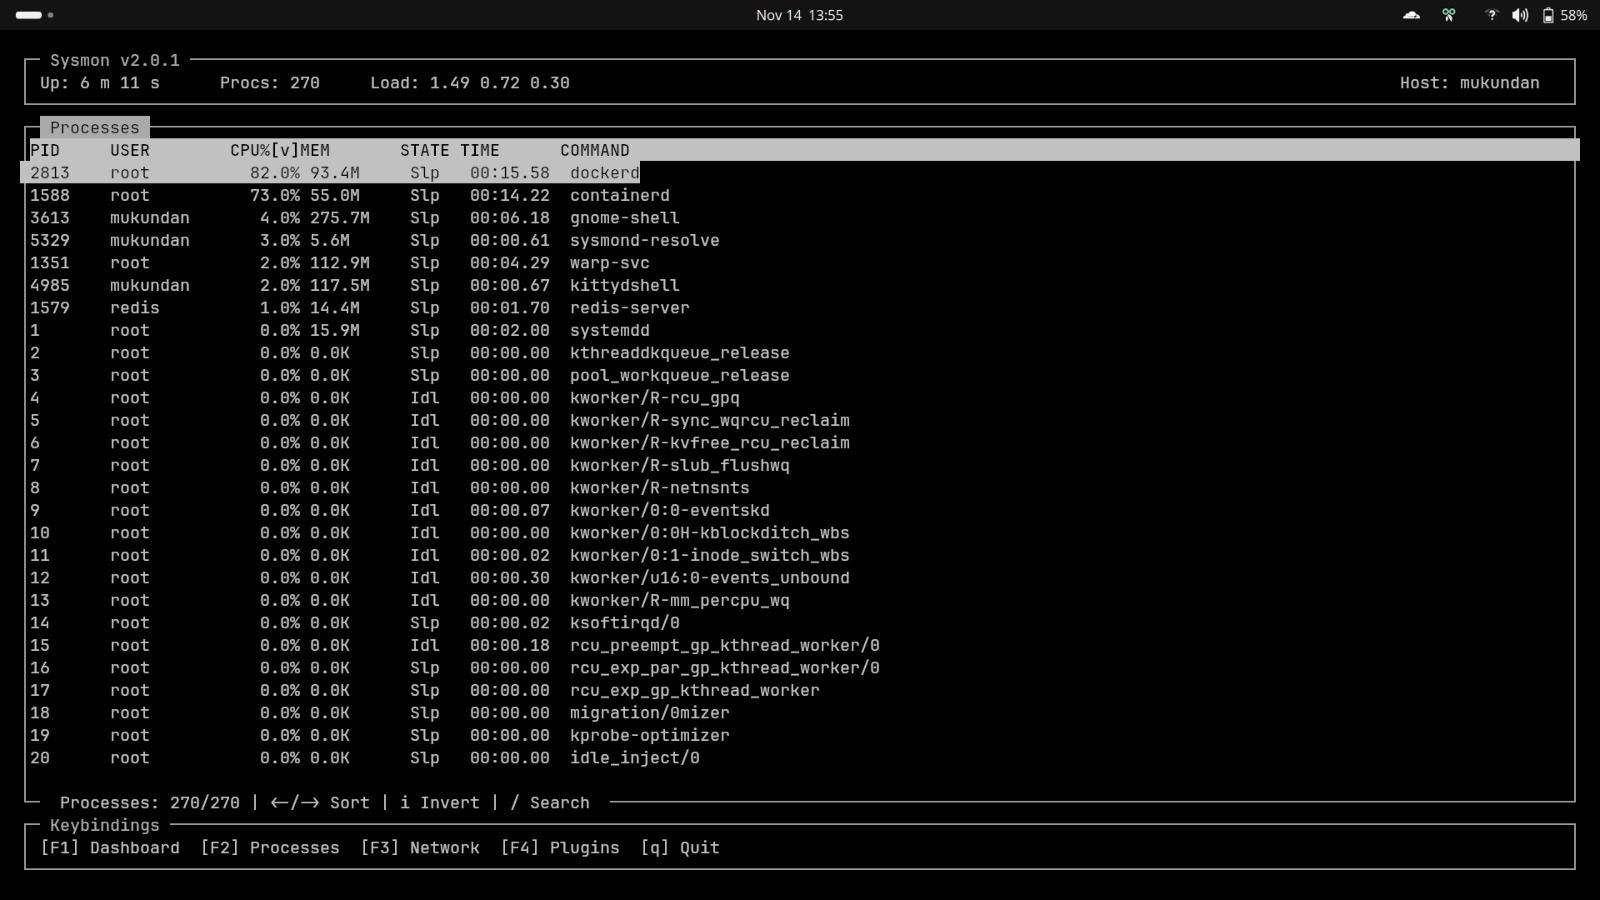 Nov 14 13:55
58%
Sysmon v2.0.1
Up: 6 m 11 s Procs: 270 Load: 1.49 0.72 0.30 Host: mukundan
Processes
PID USER CPU%[v]MEM STATE TIME COMMAND
2813 root 82.0% 93.4M Slp 00:15.58 dockerd
1588 root 73.0% 55.0M Slp 00:14.22 containerd
3613 mukundan 4.0% 275.7M Slp 00:06.18 gnome-shell
5329 mukundan 3.0% 5.6M Slp 00:00.61 sysmond-resolve
1351 root 2.0% 112.9M Slp 00:04.29 warp-svc
4985 mukundan 2.0% 117.5M Slp 00:00.67 kittydshell
1579 redis 1.0% 14.4M Slp 00:01.70 redis-server
1 root 0.0% 15.9M Slp 00:02.00 systemdd
2 root 0.0% 0.0K Slp 00:00.00 kthreaddkqueue_release
3 root 0.0% 0.0K Slp 00:00.00 pool_workqueue_release
4 root 0.0% 0.0K Idl 00:00.00 kworker/R-rcu_gpq
5 root 0.0% 0.0K Idl 00:00.00 kworker/R-sync_wqrcu_reclaim
6 root 0.0% 0.0K Idl 00:00.00 kworker/R-kvfree_rcu_reclaim
7 root 0.0% 0.0K Idl 00:00.00 kworker/R-slub_flushwq
8 root 0.0% 0.0K Idl 00:00.00 kworker/R-netnsnts
9 root 0.0% 0.0K Idl 00:00.07 kworker/0:0-eventskd
10 root 0.0% 0.0K Idl 00:00.00 kworker/0:0H-kblockditch_wbs
11 root 0.0% 0.0K Idl 00:00.02 kworker/0:1-inode_switch_wbs
12 root 0.0% 0.0K Idl 00:00.30 kworker/u16:0-events_unbound
13 root 0.0% 0.0K Idl 00:00.00 kworker/R-mm_percpu_wq
14 root 0.0% 0.0K Slp 00:00.02 ksoftirqd/0
15 root 0.0% 0.0K Idl 00:00.18 rcu_preempt_gp_kthread_worker/0
16 root 0.0% 0.0K Slp 00:00.00 rcu_exp_par_gp_kthread_worker/0
17 root 0.0% 0.0K Slp 00:00.00 rcu_exp_gp_kthread_worker
18 root 0.0% 0.0K Slp 00:00.00 migration/0mizer
19 root 0.0% 0.0K Slp 00:00.00 kprobe-optimizer
20 root 0.0% 0.0K Slp 00:00.00 idle_inject/0
Processes: 270/270 | ←/→ Sort | i Invert | / Search
Keybindings
[F1] Dashboard [F2] Processes [F3] Network [F4] Plugins [q] Quit